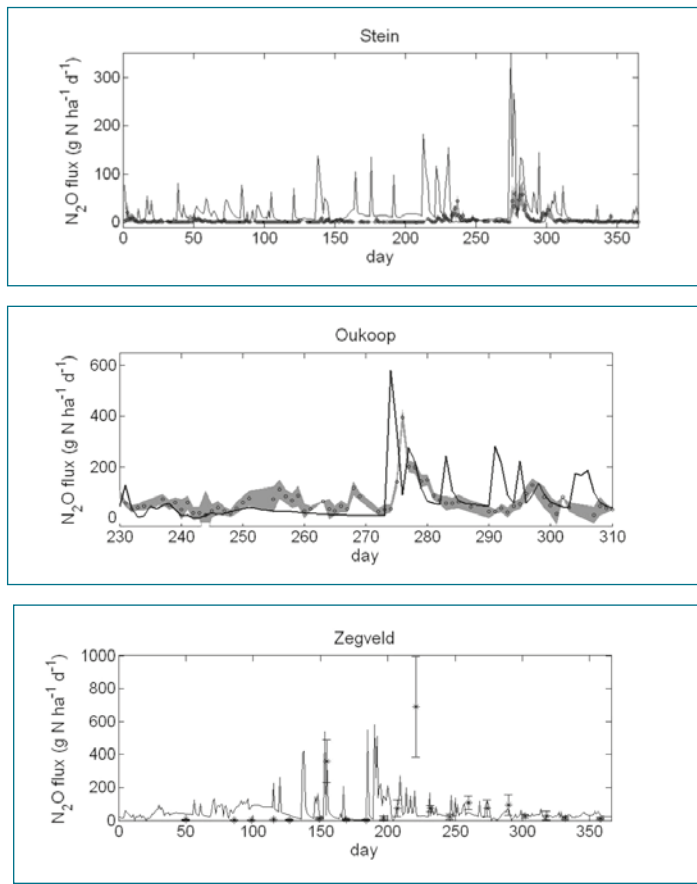 Stein
N₂O flux (g N ha⁻¹ d⁻¹)
300
200
100
0
0 50 100 150 200 250 300 350
day
Oukoop
N₂O flux (g N ha⁻¹ d⁻¹)
600
400
200
0
230 240 250 260 270 280 290 300 310
day
Zegveld
N₂O flux (g N ha⁻¹ d⁻¹)
1000
800
600
400
200
0
0 50 100 150 200 250 300 350
day